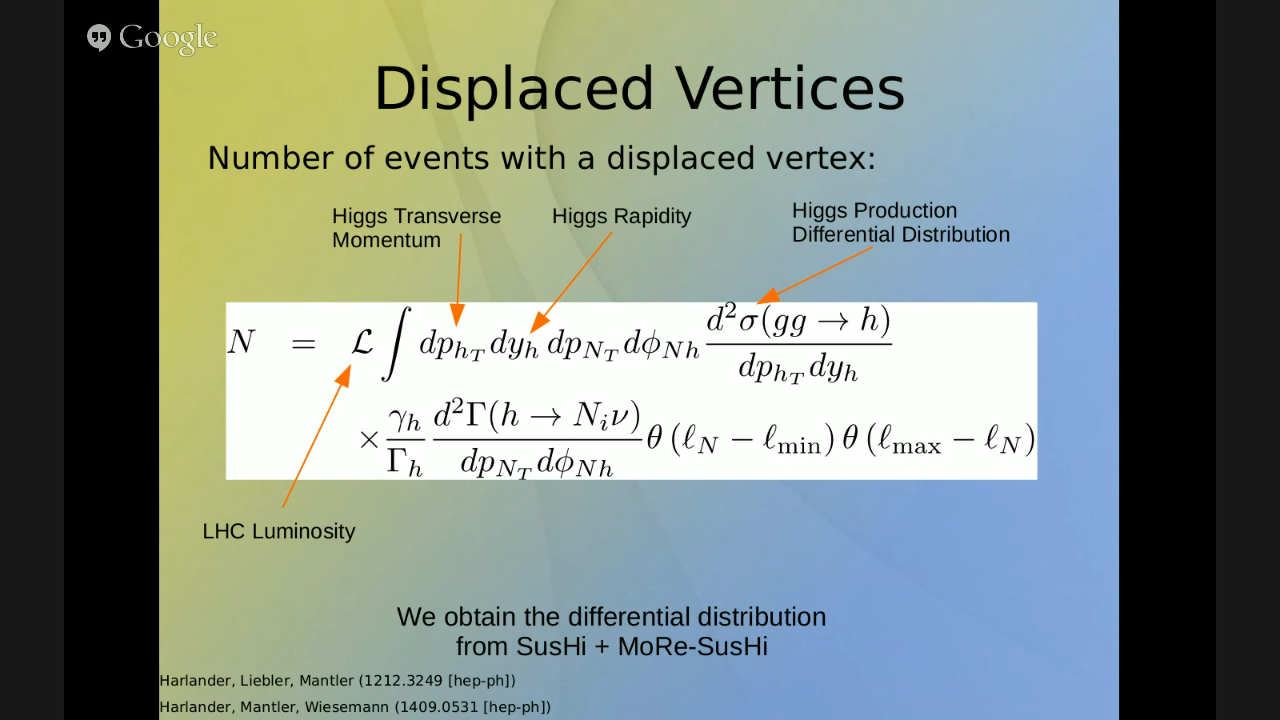 Google
Displaced Vertices
Number of events with a displaced vertex:
Higgs Transverse
Momentum
Higgs Rapidity
Higgs Production
Differential Distribution
N = ℒ ∫ dp_{h_T} dy_h dp_{N_T} dϕ_{Nh} \frac{d²σ(gg → h)}{dp_{h_T} dy_h}
× \frac{γ_h}{Γ_h} \frac{d²Γ(h → N_i ν)}{dp_{N_T} dϕ_{Nh}} θ (ℓ_N − ℓ_min) θ (ℓ_max − ℓ_N)
LHC Luminosity
We obtain the differential distribution
from SusHi + MoRe-SusHi
Harlander, Liebler, Mantler (1212.3249 [hep-ph])
Harlander, Mantler, Wiesemann (1409.0531 [hep-ph])